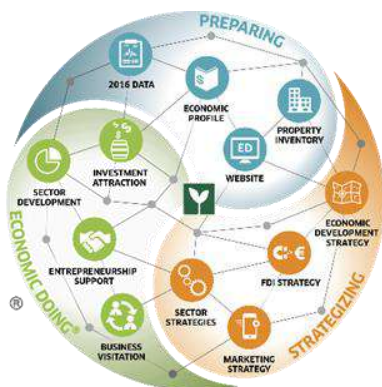 PREPARING
2016 DATA
ECONOMIC
PROFILE
PROPERTY
INVENTORY
ED
WEBSITE
INVESTMENT
ATTRACTION
SECTOR
DEVELOPMENT
ECONOMIC
DEVELOPMENT
STRATEGY
ENTREPRENEURSHIP
SUPPORT
FDI STRATEGY
SECTOR
STRATEGIES
BUSINESS
VISITATION
MARKETING
STRATEGY
ECONOMIC DOING®
STRATEGIZING
®